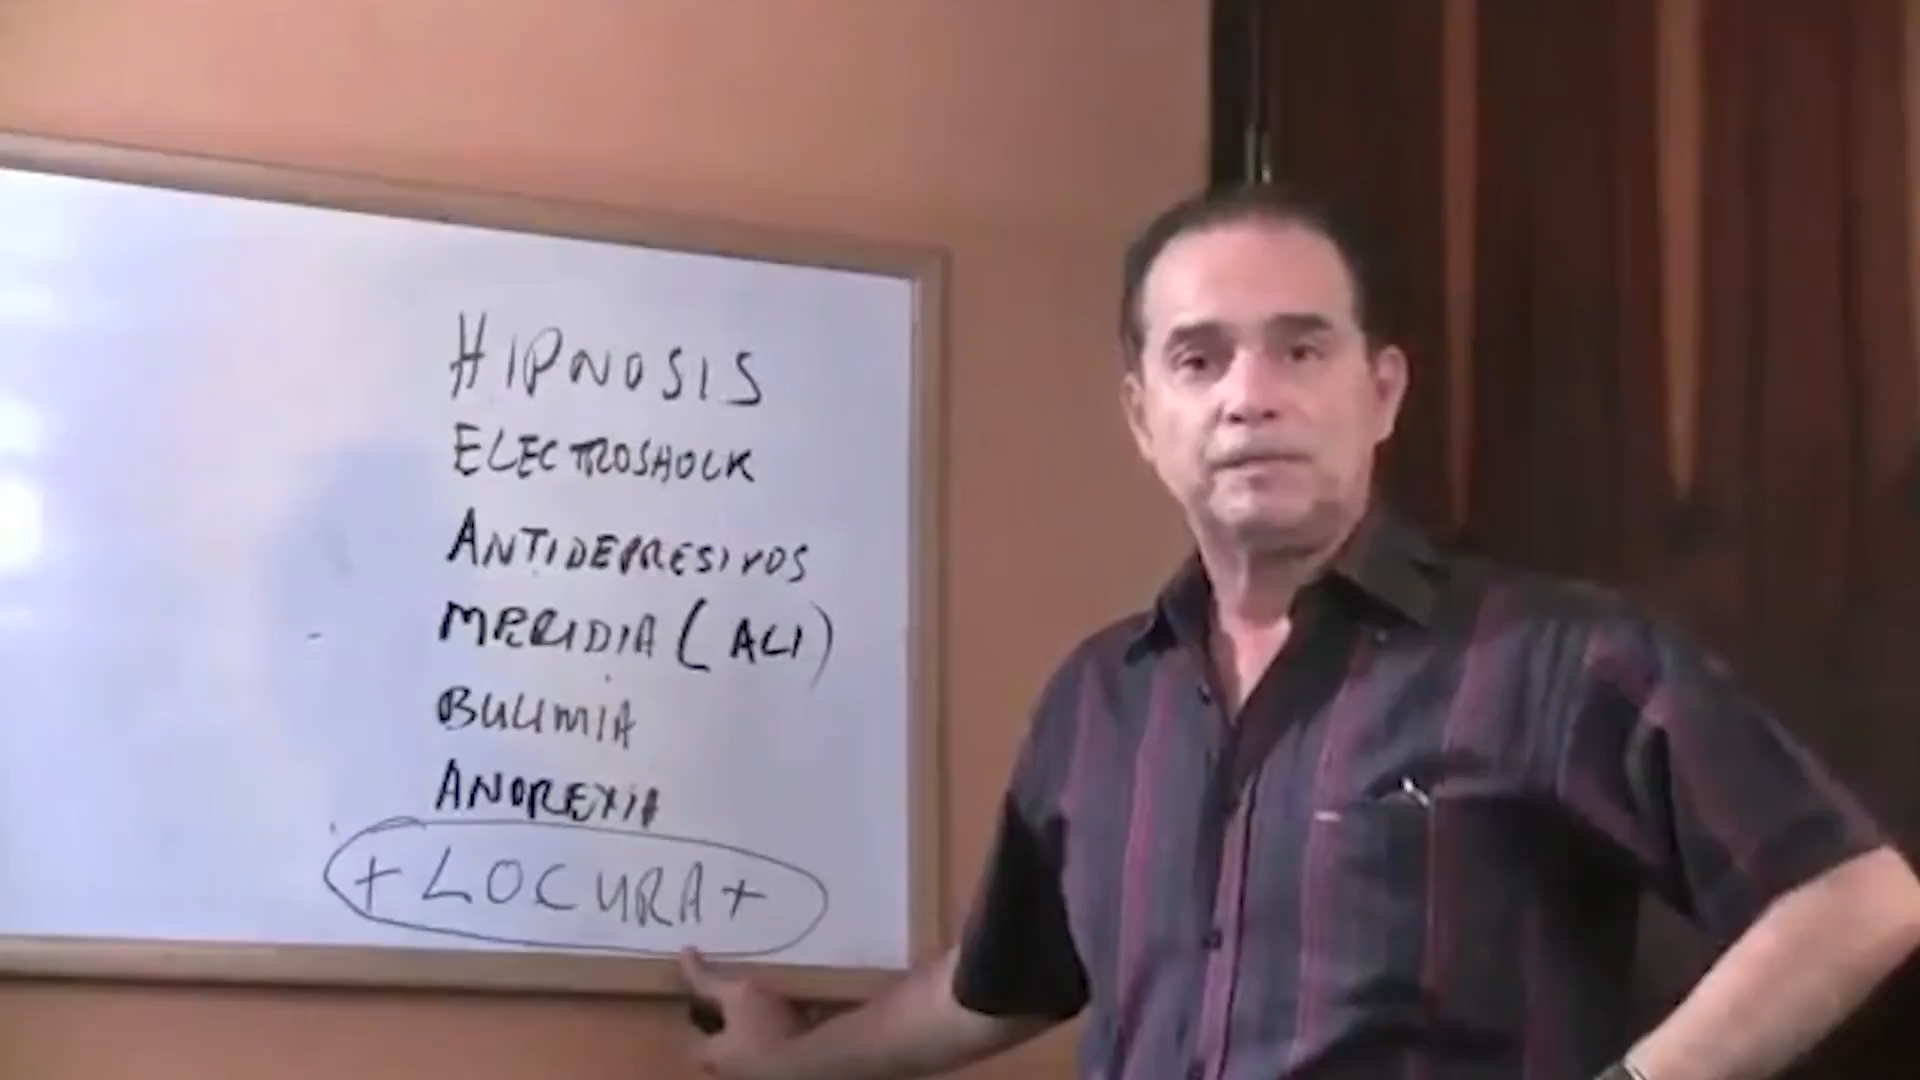 HIPNOSIS
ELECTROSHOCK
ANTIDEPRESIVOS
MERIDIA (ALI)
BULIMIA
ANOREXIA
+ LOCURA +